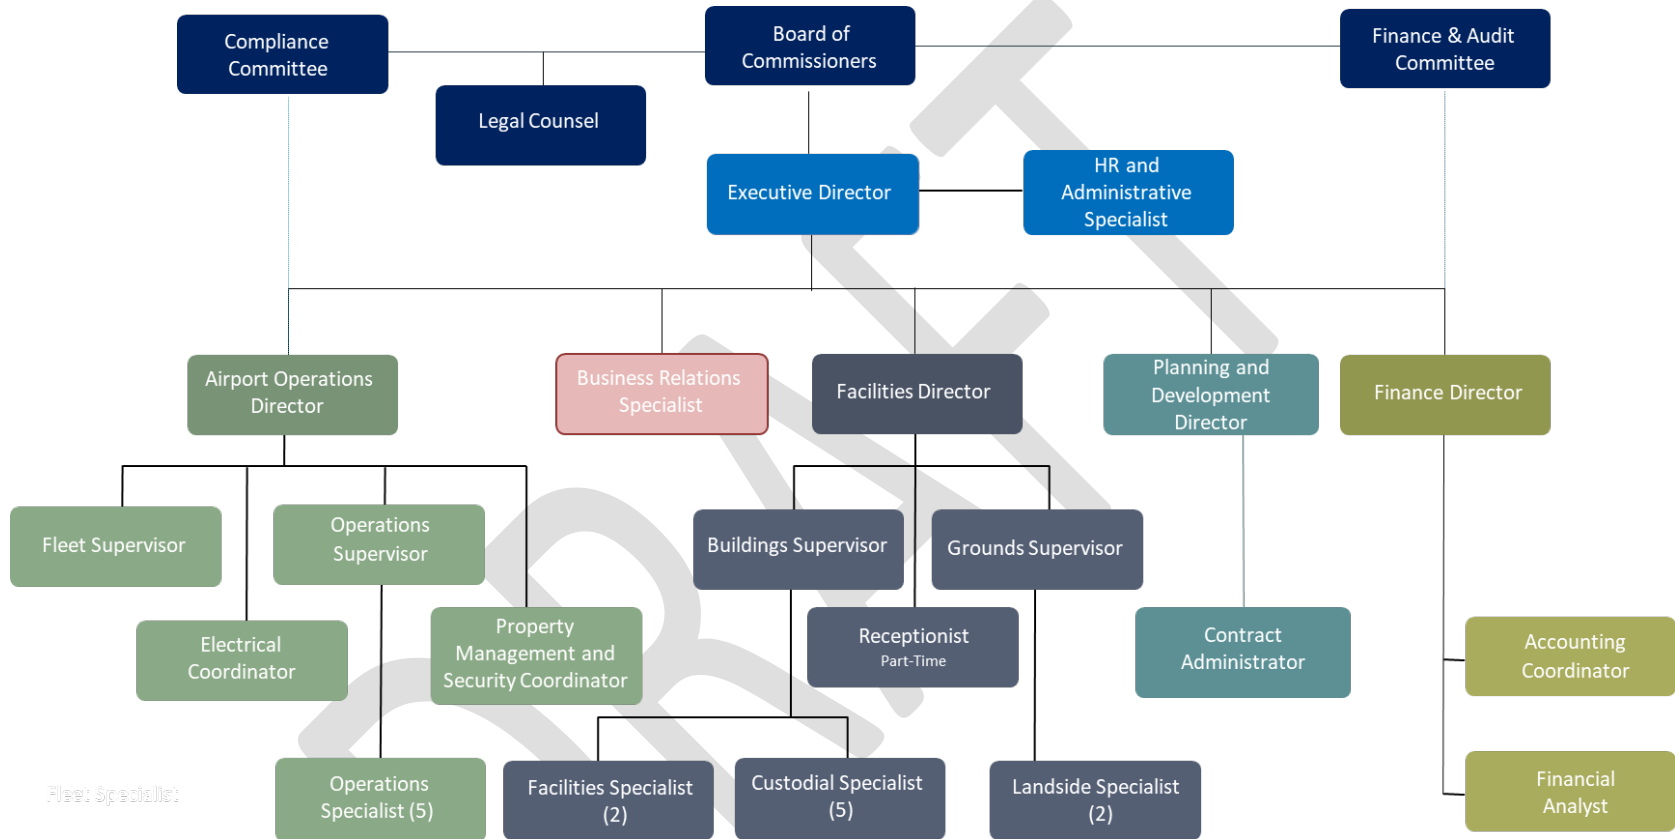 Compliance
Committee
Board of
Commissioners
Finance & Audit
Committee
Legal Counsel
Executive Director
HR and
Administrative
Specialist
Airport Operations
Director
Business Relations
Specialist
Facilities Director
Planning and
Development
Director
Finance Director
Fleet Supervisor
Operations
Supervisor
Buildings Supervisor
Grounds Supervisor
Electrical
Coordinator
Property
Management and
Security Coordinator
Receptionist
Part-Time
Contract
Administrator
Accounting
Coordinator
Fleet Specialist
Operations
Specialist (5)
Facilities Specialist
(2)
Custodial Specialist
(5)
Landside Specialist
(2)
Financial
Analyst
DRAFT